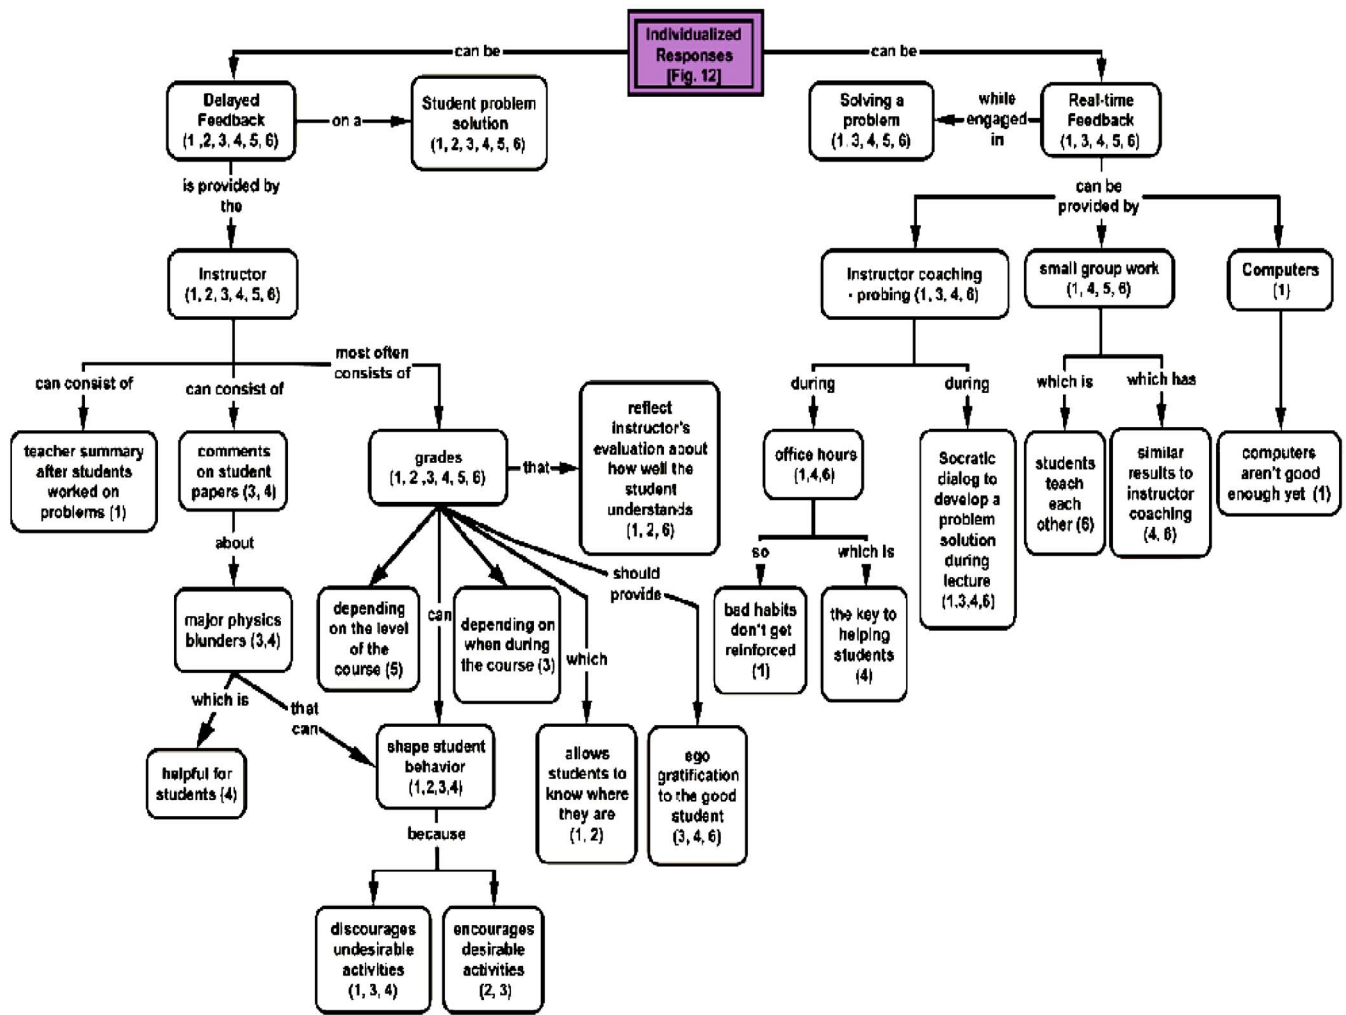 Individualized
Responses
[Fig. 12]
can be
can be
Delayed
Feedback
(1 ,2, 3, 4, 5, 6)
on a
Student problem
solution
(1, 2, 3, 4, 5, 6)
Solving a
problem
(1, 3, 4, 5, 6)
while
engaged
in
Real-time
Feedback
(1, 3, 4, 5, 6)
is provided by
the
can be
provided by
Instructor
(1, 2, 3, 4, 5, 6)
Instructor coaching
- probing (1, 3, 4, 6)
small group work
(1, 4, 5, 6)
Computers
(1)
can consist of
can consist of
most often
consists of
during
during
which is
which has
teacher summary
after students
worked on
problems (1)
comments
on student
papers (3, 4)
grades
(1, 2 ,3, 4, 5, 6)
that
reflect
instructor's
evaluation about
how well the
student
understands
(1, 2, 6)
office hours
(1,4,6)
Socratic
dialog to
develop a
problem
solution
during
lecture
(1,3,4,6)
students
teach
each
other (6)
similar
results to
instructor
coaching
(4, 6)
computers
aren't good
enough yet (1)
about
so
which is
should
provide
major physics
blunders (3,4)
depending
on the level
of the
course (5)
can
depending on
when during
the course (3)
which
bad habits
don't get
reinforced
(1)
the key to
helping
students
(4)
which is
that
can
helpful for
students (4)
shape student
behavior
(1,2,3,4)
allows
students to
know where
they are
(1, 2)
ego
gratification
to the good
student
(3, 4, 6)
because
discourages
undesirable
activities
(1, 3, 4)
encourages
desirable
activities
(2, 3)